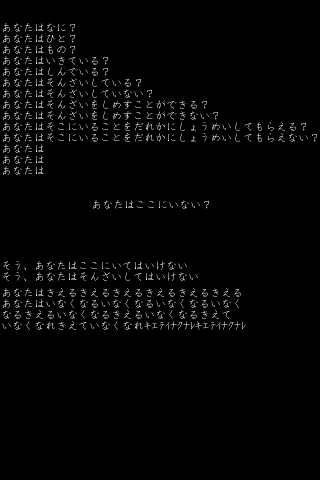 あなたはなに？
あなたはひと？
あなたはもの？
あなたはいきている？
あなたはしんでいる？
あなたはそんざいしている？
あなたはそんざいしていない？
あなたはそんざいをしめすことができる？
あなたはそんざいをしめすことができない？
あなたはそこにいることをだれかにしょうめいしてもらえる？
あなたはそこにいることをだれかにしょうめいしてもらえない？
あなたは
あなたは
あなたは
あなたはここにいない？
そう、あなたはここにいてはいけない
そう、あなたはそんざいしてはいけない
あなたはきえるきえるきえるきえるきえるきえる
あなたはいなくなるいなくなるいなくなるいなく
なるきえるいなくなるきえるいなくなるきえて
いなくなれきえていなくなれｷｴﾃｲﾅｸﾅﾚｷｴﾃｲﾅｸﾅﾚ